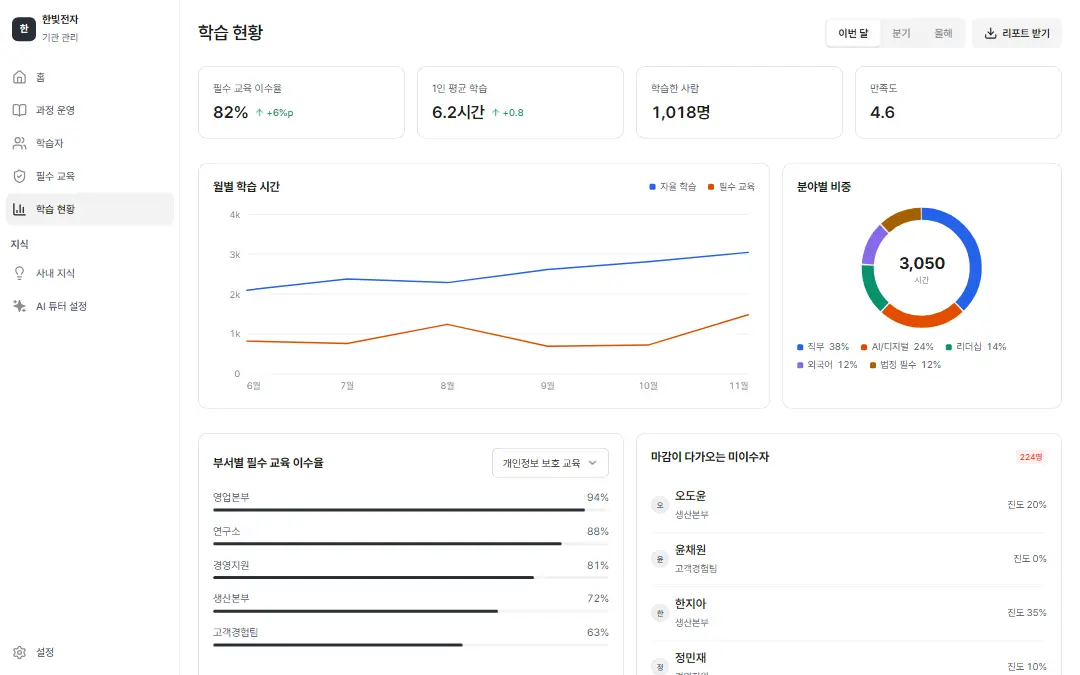 한
한빛전자
기관 관리
홈
과정 운영
학습자
필수 교육
학습 현황
지식
사내 지식
AI 튜터 설정
설정
학습 현황
이번 달
분기
올해
리포트 받기
필수 교육 이수율
82% ↑ +6%p
1인 평균 학습
6.2시간 ↑ +0.8
학습한 사람
1,018명
만족도
4.6
월별 학습 시간
자율 학습
필수 교육
4k
3k
2k
1k
0
6월 7월 8월 9월 10월 11월
분야별 비중
3,050
시간
직무 38% AI/디지털 24% 리더십 14%
외국어 12% 법정 필수 12%
부서별 필수 교육 이수율
개인정보 보호 교육
영업본부 94%
연구소 88%
경영지원 81%
생산본부 72%
고객경험팀 63%
마감이 다가오는 미이수자
224명
오
오도윤
생산본부
진도 20%
윤
윤채원
고객경험팀
진도 0%
한
한지아
생산본부
진도 35%
정
정민재
진도 10%